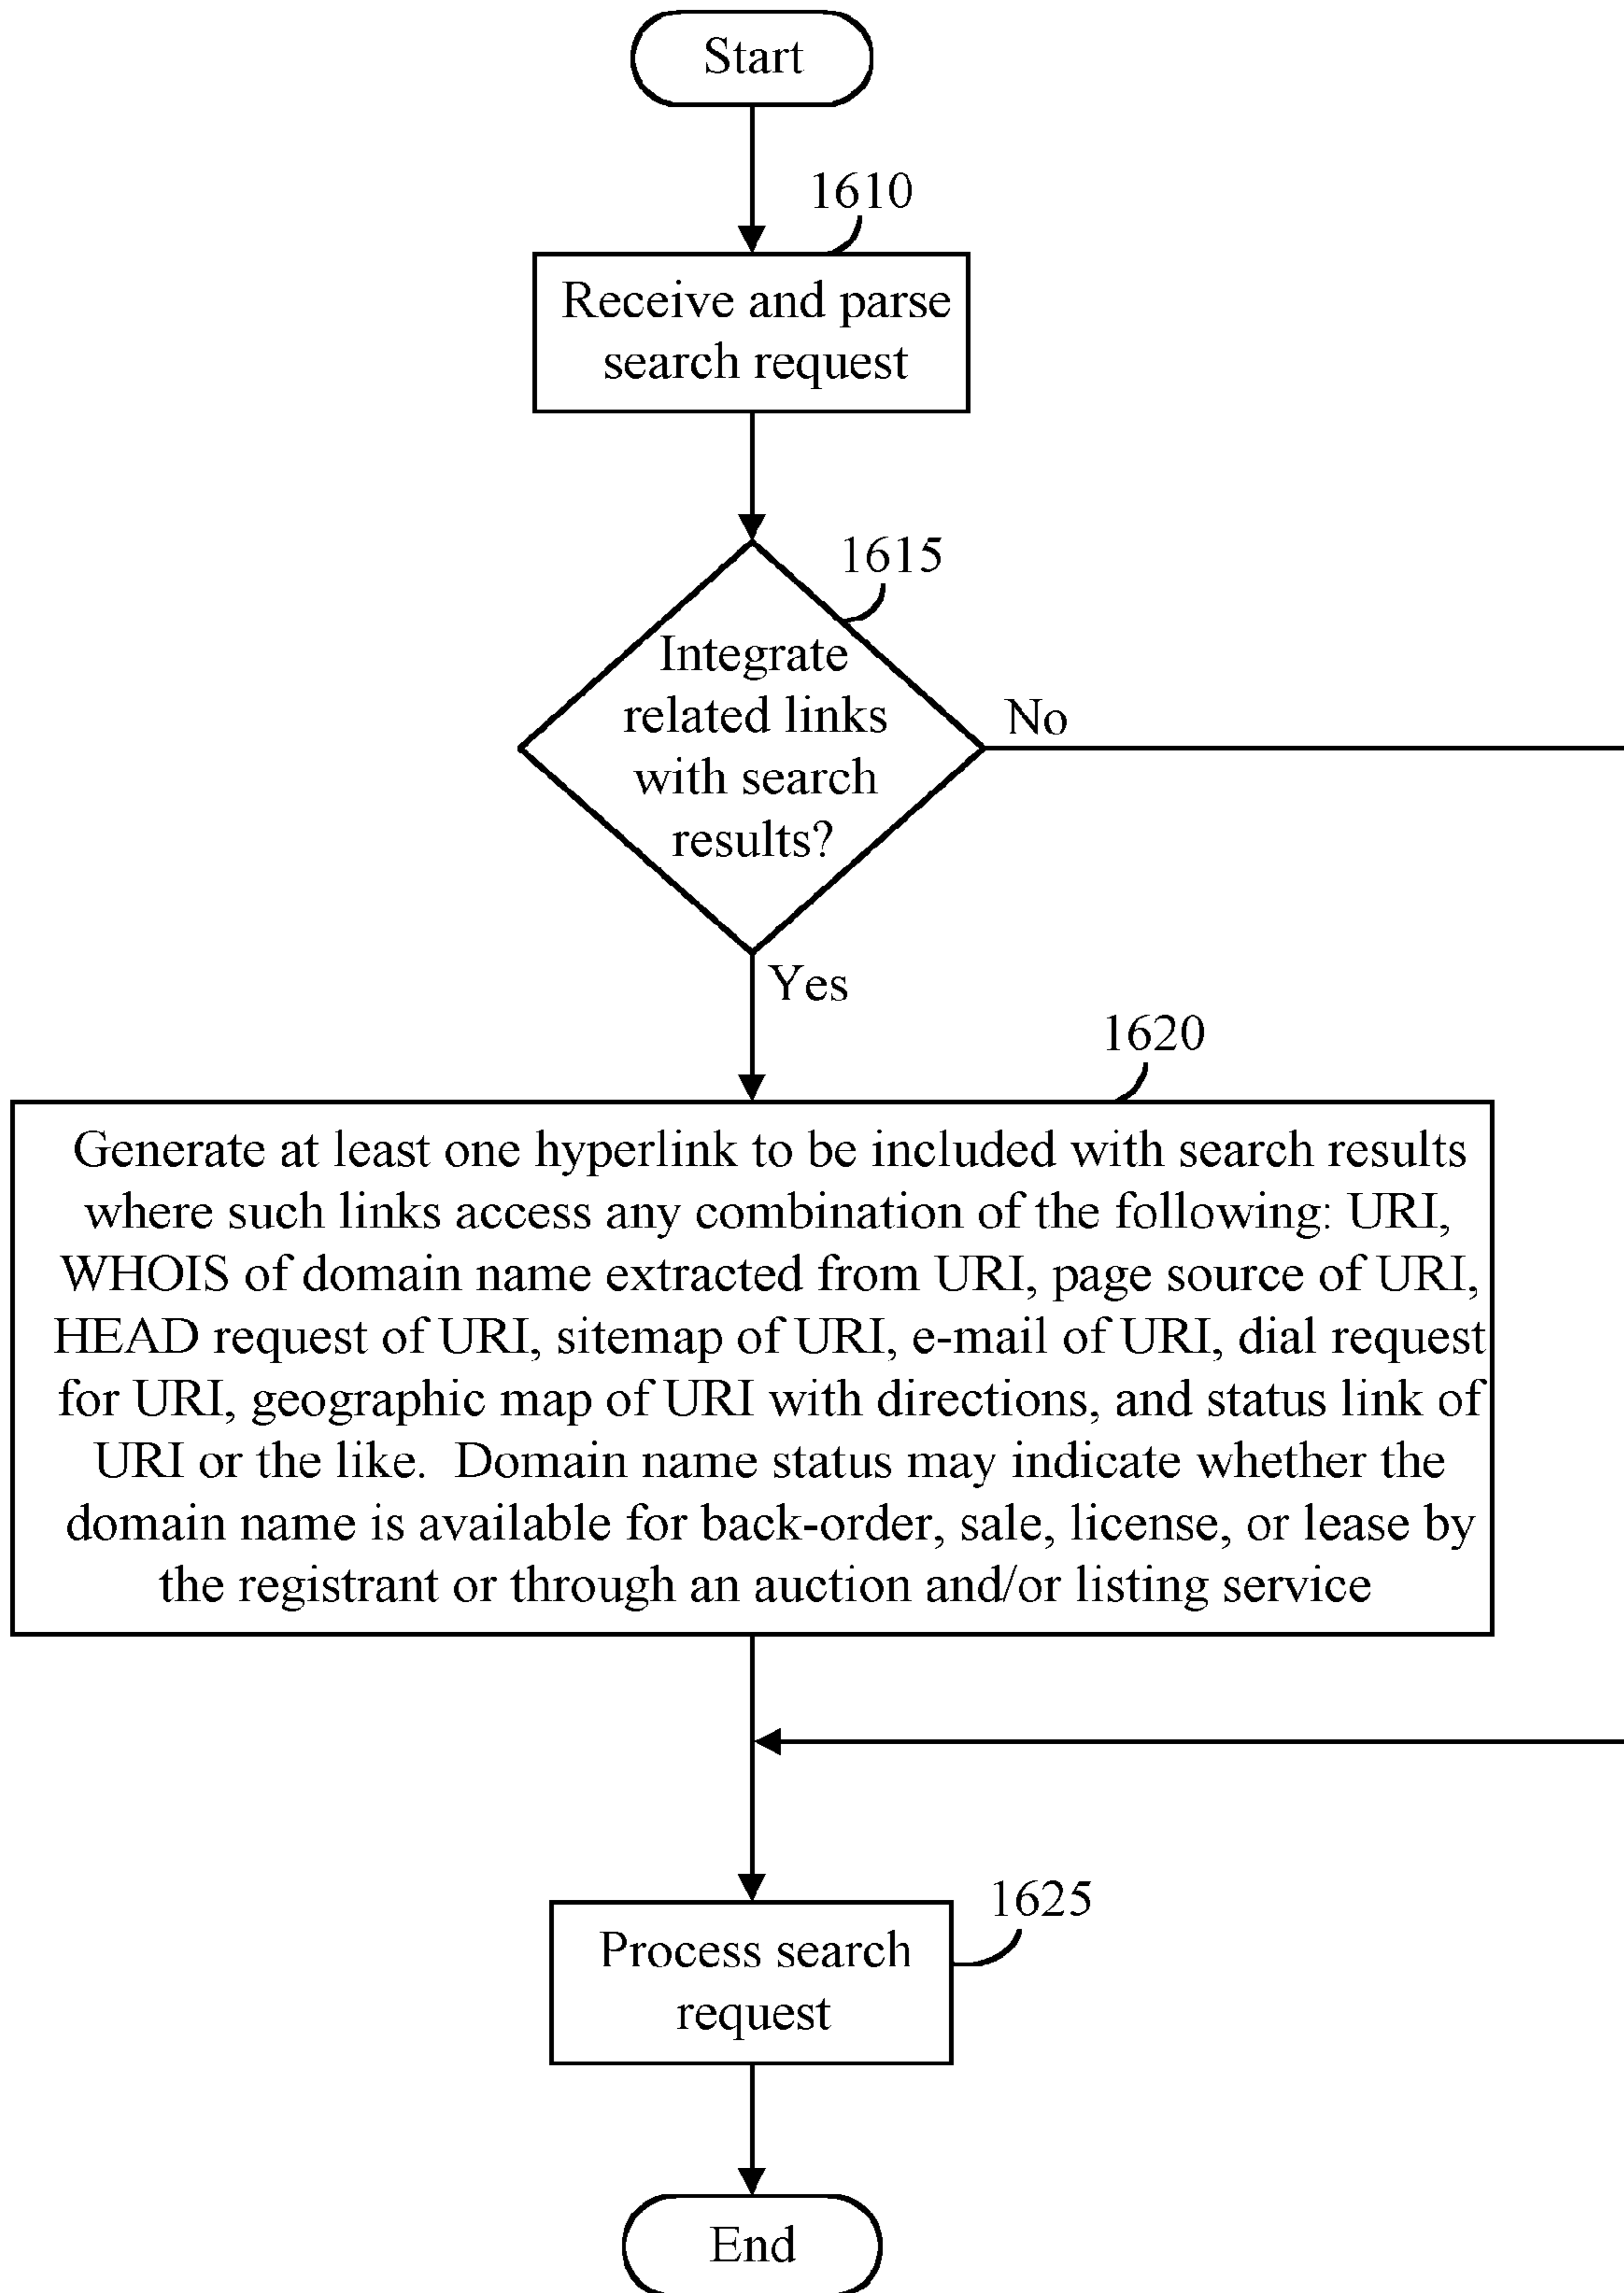 Start
1610
Receive and parse
search request
1615
Integrate
related links
with search
results?
No
Yes
1620
Generate at least one hyperlink to be included with search results
where such links access any combination of the following: URI,
WHOIS of domain name extracted from URI, page source of URI,
HEAD request of URI, sitemap of URI, e-mail of URI, dial request
for URI, geographic map of URI with directions, and status link of
URI or the like.  Domain name status may indicate whether the
domain name is available for back-order, sale, license, or lease by
the registrant or through an auction and/or listing service
1625
Process search
request
End